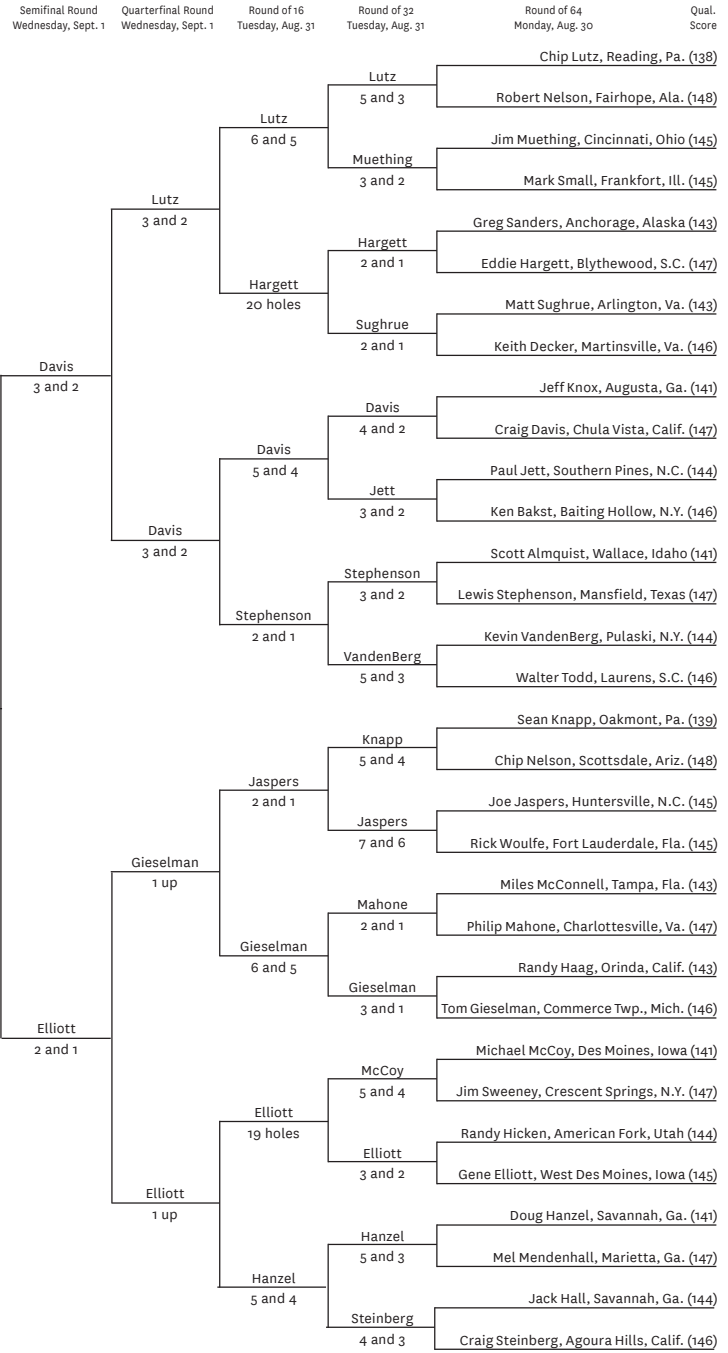 Semifinal Round Quarterfinal Round Round of 16 Round of 32 Round of 64 Qual.
Wednesday, Sept. 1 Wednesday, Sept. 1 Tuesday, Aug. 31 Tuesday, Aug. 31 Monday, Aug. 30 Score
Chip Lutz, Reading, Pa. (138)
Lutz
5 and 3
Robert Nelson, Fairhope, Ala. (148)
Lutz
6 and 5
Jim Muething, Cincinnati, Ohio (145)
Muething
3 and 2
Mark Small, Frankfort, Ill. (145)
Lutz
3 and 2
Greg Sanders, Anchorage, Alaska (143)
Hargett
2 and 1
Eddie Hargett, Blythewood, S.C. (147)
Hargett
20 holes
Matt Sughrue, Arlington, Va. (143)
Sughrue
2 and 1
Keith Decker, Martinsville, Va. (146)
Davis
3 and 2
Jeff Knox, Augusta, Ga. (141)
Davis
4 and 2
Craig Davis, Chula Vista, Calif. (147)
Davis
5 and 4
Paul Jett, Southern Pines, N.C. (144)
Jett
3 and 2
Ken Bakst, Baiting Hollow, N.Y. (146)
Davis
3 and 2
Scott Almquist, Wallace, Idaho (141)
Stephenson
3 and 2
Lewis Stephenson, Mansfield, Texas (147)
Stephenson
2 and 1
Kevin VandenBerg, Pulaski, N.Y. (144)
VandenBerg
5 and 3
Walter Todd, Laurens, S.C. (146)
Sean Knapp, Oakmont, Pa. (139)
Knapp
5 and 4
Chip Nelson, Scottsdale, Ariz. (148)
Jaspers
2 and 1
Joe Jaspers, Huntersville, N.C. (145)
Jaspers
7 and 6
Rick Woulfe, Fort Lauderdale, Fla. (145)
Gieselman
1 up
Miles McConnell, Tampa, Fla. (143)
Mahone
2 and 1
Philip Mahone, Charlottesville, Va. (147)
Gieselman
6 and 5
Randy Haag, Orinda, Calif. (143)
Gieselman
3 and 1
Tom Gieselman, Commerce Twp., Mich. (146)
Elliott
2 and 1
Michael McCoy, Des Moines, Iowa (141)
McCoy
5 and 4
Jim Sweeney, Crescent Springs, N.Y. (147)
Elliott
19 holes
Randy Hicken, American Fork, Utah (144)
Elliott
3 and 2
Gene Elliott, West Des Moines, Iowa (145)
Elliott
1 up
Doug Hanzel, Savannah, Ga. (141)
Hanzel
5 and 3
Mel Mendenhall, Marietta, Ga. (147)
Hanzel
5 and 4
Jack Hall, Savannah, Ga. (144)
Steinberg
4 and 3
Craig Steinberg, Agoura Hills, Calif. (146)